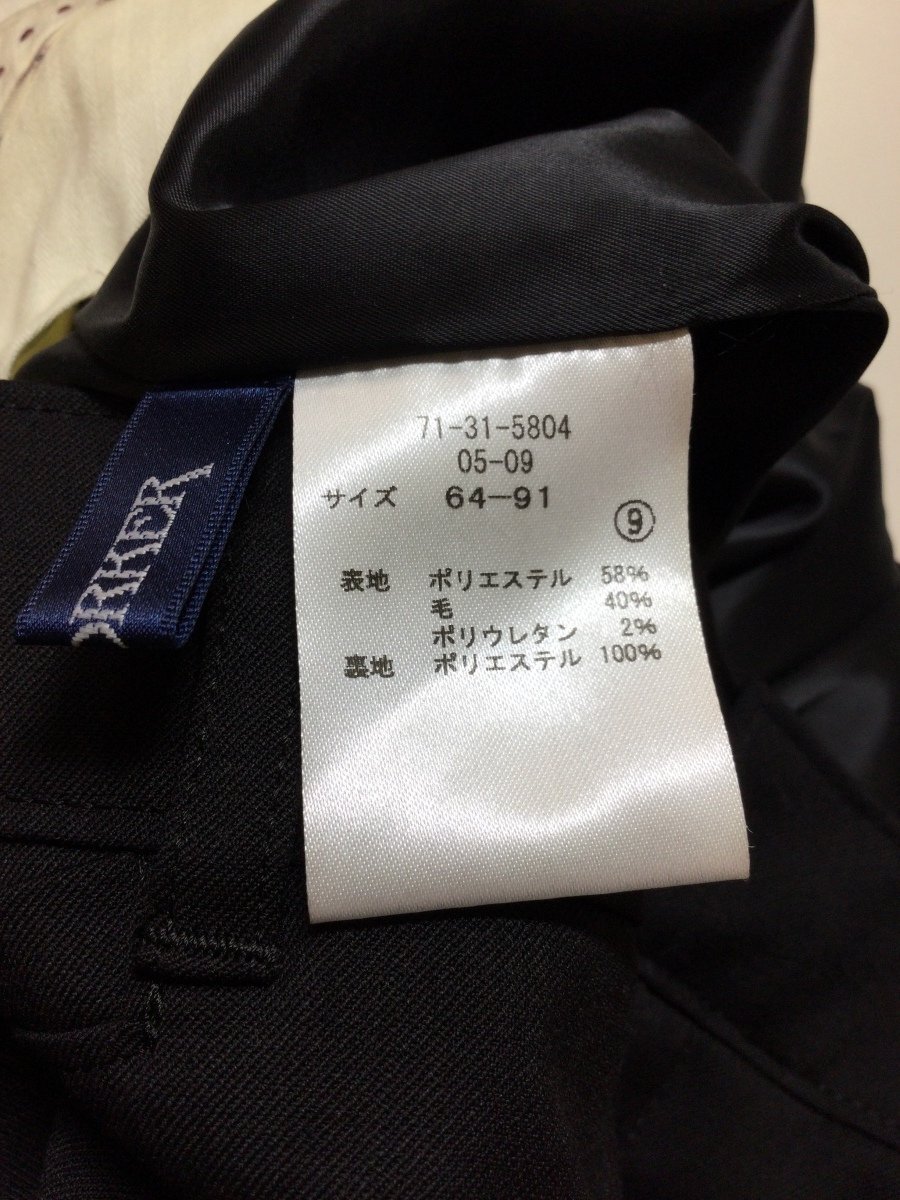 71-31-5804
05-09
サイズ 64-91
⑨
表地 ポリエステル 58%
毛 40%
ポリウレタン 2%
裏地 ポリエステル 100%
ORKER